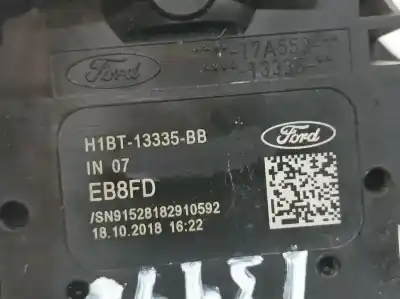 Ford
-17A553-
13335-
H1BT-13335-BB
Ford
IN 07
EB8FD
/SN91528182910592
18.10.2018 16:22